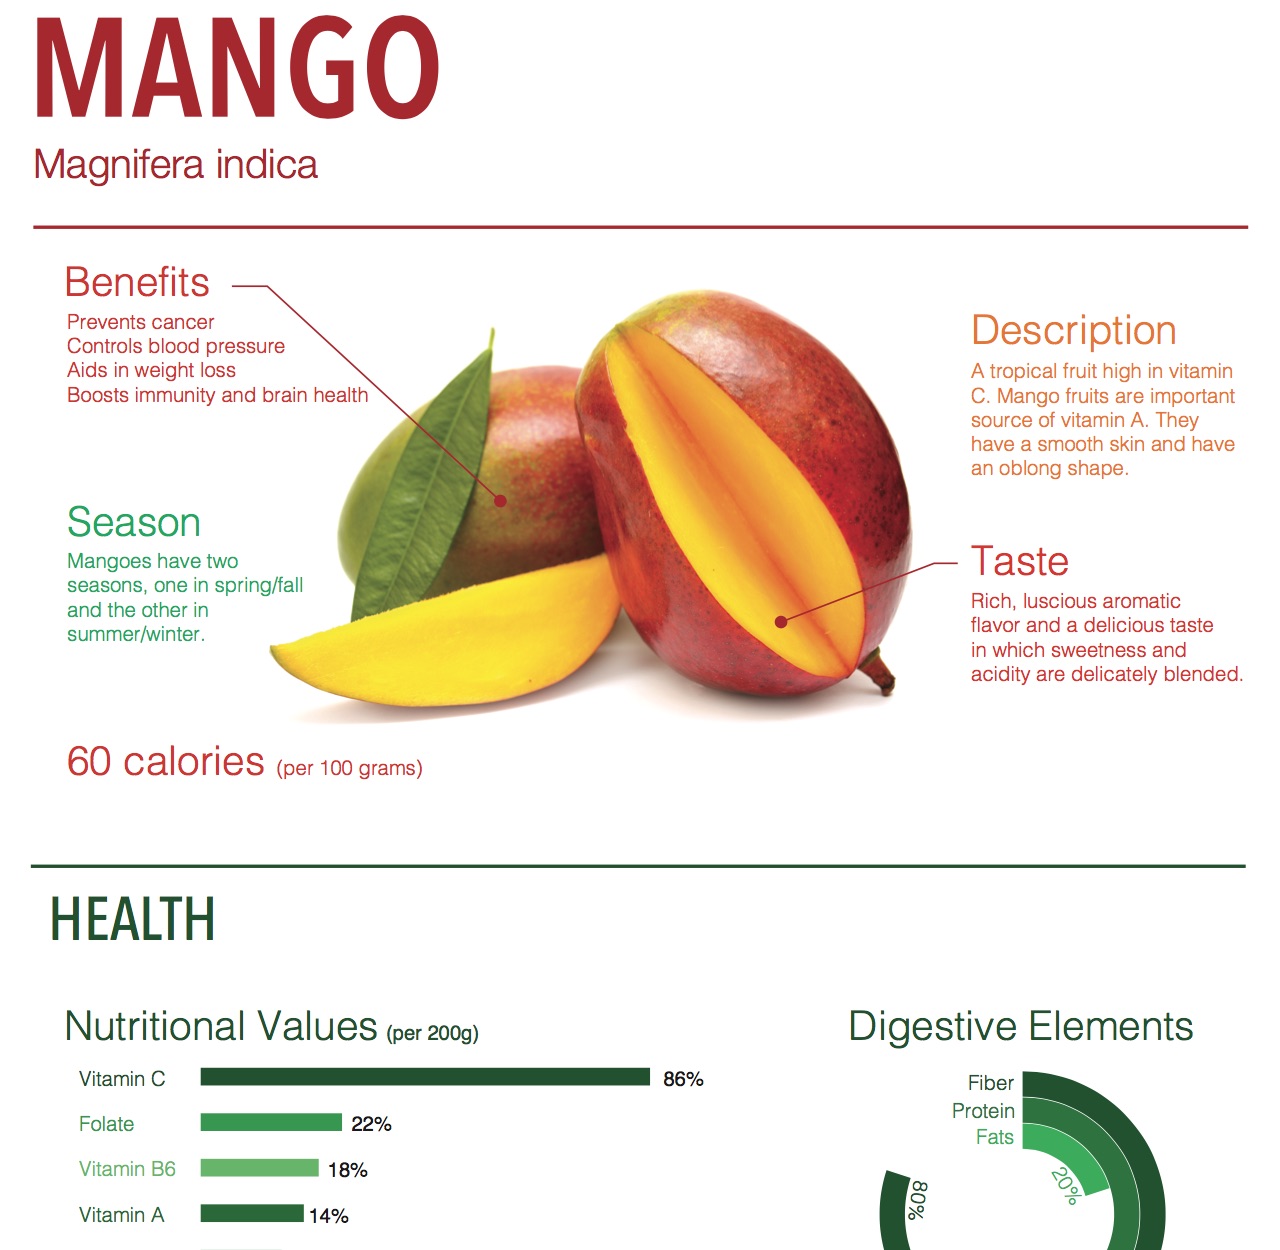 MANGO
Magnifera indica
Benefits
Prevents cancer
Controls blood pressure
Aids in weight loss
Boosts immunity and brain health
Description
A tropical fruit high in vitamin
C. Mango fruits are important
source of vitamin A. They
have a smooth skin and have
an oblong shape.
Season
Mangoes have two
seasons, one in spring/fall
and the other in
summer/winter.
Taste
Rich, luscious aromatic
flavor and a delicious taste
in which sweetness and
acidity are delicately blended.
60 calories (per 100 grams)
HEALTH
Nutritional Values (per 200g)
Vitamin C 86%
Folate 22%
Vitamin B6 18%
Vitamin A 14%
Digestive Elements
Fiber
Protein
Fats
20%
80%